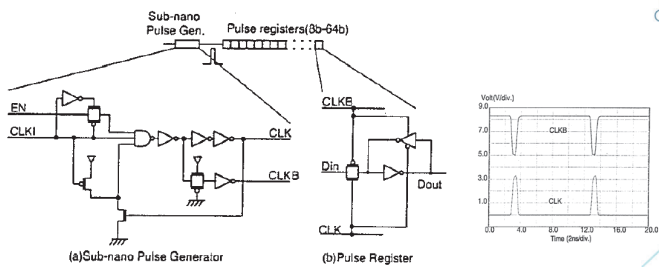 Sub-nano
Pulse Gen.
Pulse registers(8b-64b)
EN
CLKI
CLK
CLKB
CLKB
Din
Dout
CLK
(a)Sub-nano Pulse Generator
(b)Pulse Register
Volt(V/div.)
9.0
7.0
5.0
3.0
1.0
CLKB
CLK
0.0
4.0
8.0
12.0
16.0
20.0
Time (2ns/div.)